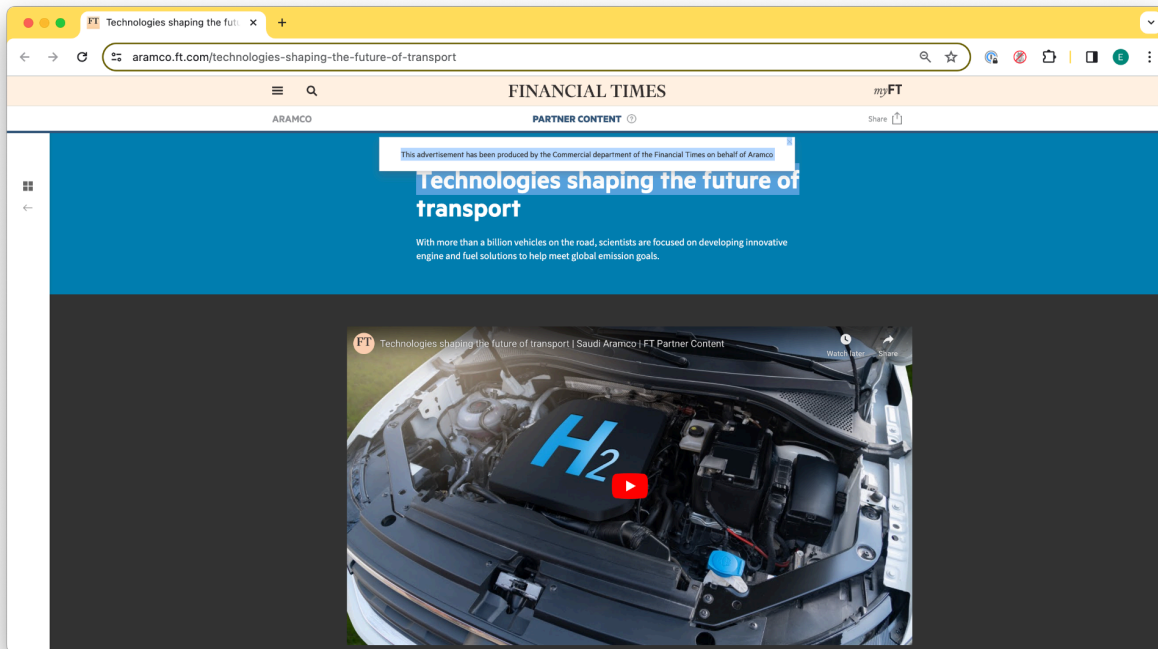 FT Technologies shaping the futu
aramco.ft.com/technologies-shaping-the-future-of-transport
E
FINANCIAL TIMES
myFT
ARAMCO
PARTNER CONTENT ?
Share
This advertisement has been produced by the Commercial department of the Financial Times on behalf of Aramco
Technologies shaping the future of
transport
With more than a billion vehicles on the road, scientists are focused on developing innovative
engine and fuel solutions to help meet global emission goals.
FT Technologies shaping the future of transport | Saudi Aramco | FT Partner Content
Watch later
Share
H2